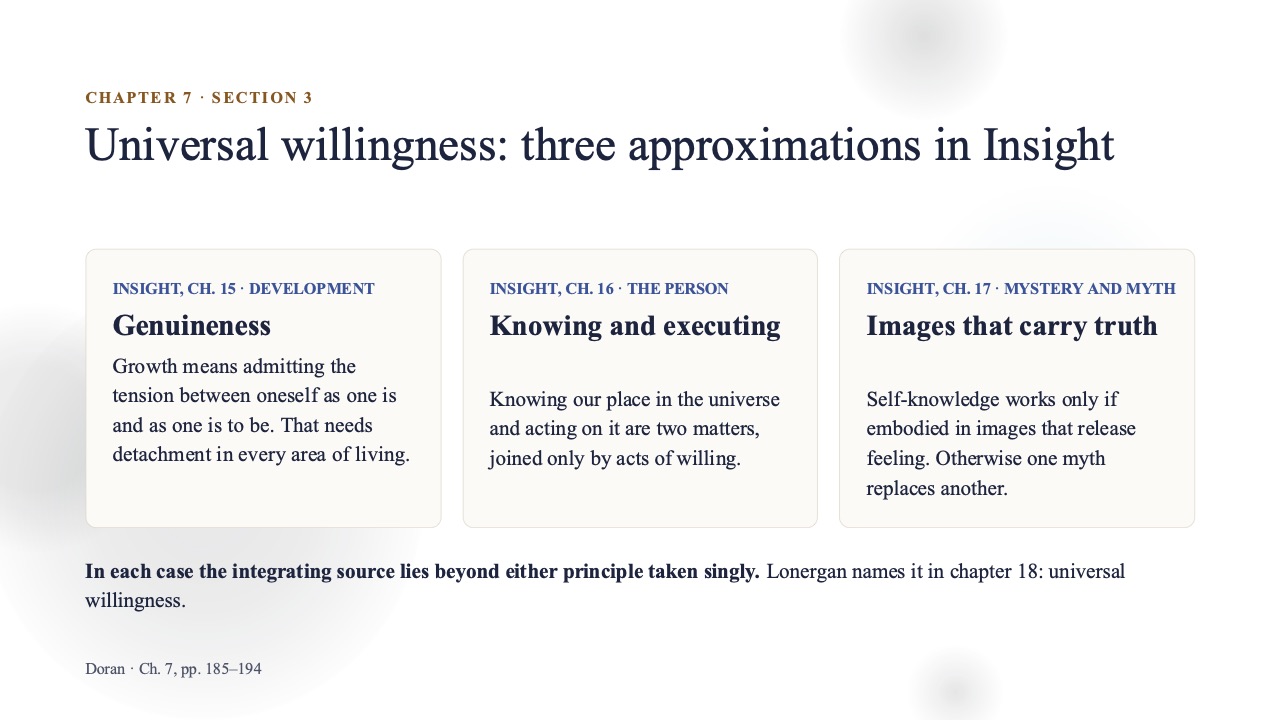 CHAPTER 7 · SECTION 3
Universal willingness: three approximations in Insight
INSIGHT, CH. 15 · DEVELOPMENT
Genuineness
Growth means admitting the
tension between oneself as one is
and as one is to be. That needs
detachment in every area of living.
INSIGHT, CH. 16 · THE PERSON
Knowing and executing
Knowing our place in the universe
and acting on it are two matters,
joined only by acts of willing.
INSIGHT, CH. 17 · MYSTERY AND MYTH
Images that carry truth
Self-knowledge works only if
embodied in images that release
feeling. Otherwise one myth
replaces another.
In each case the integrating source lies beyond either principle taken singly. Lonergan names it in chapter 18: universal
willingness.
Doran · Ch. 7, pp. 185–194